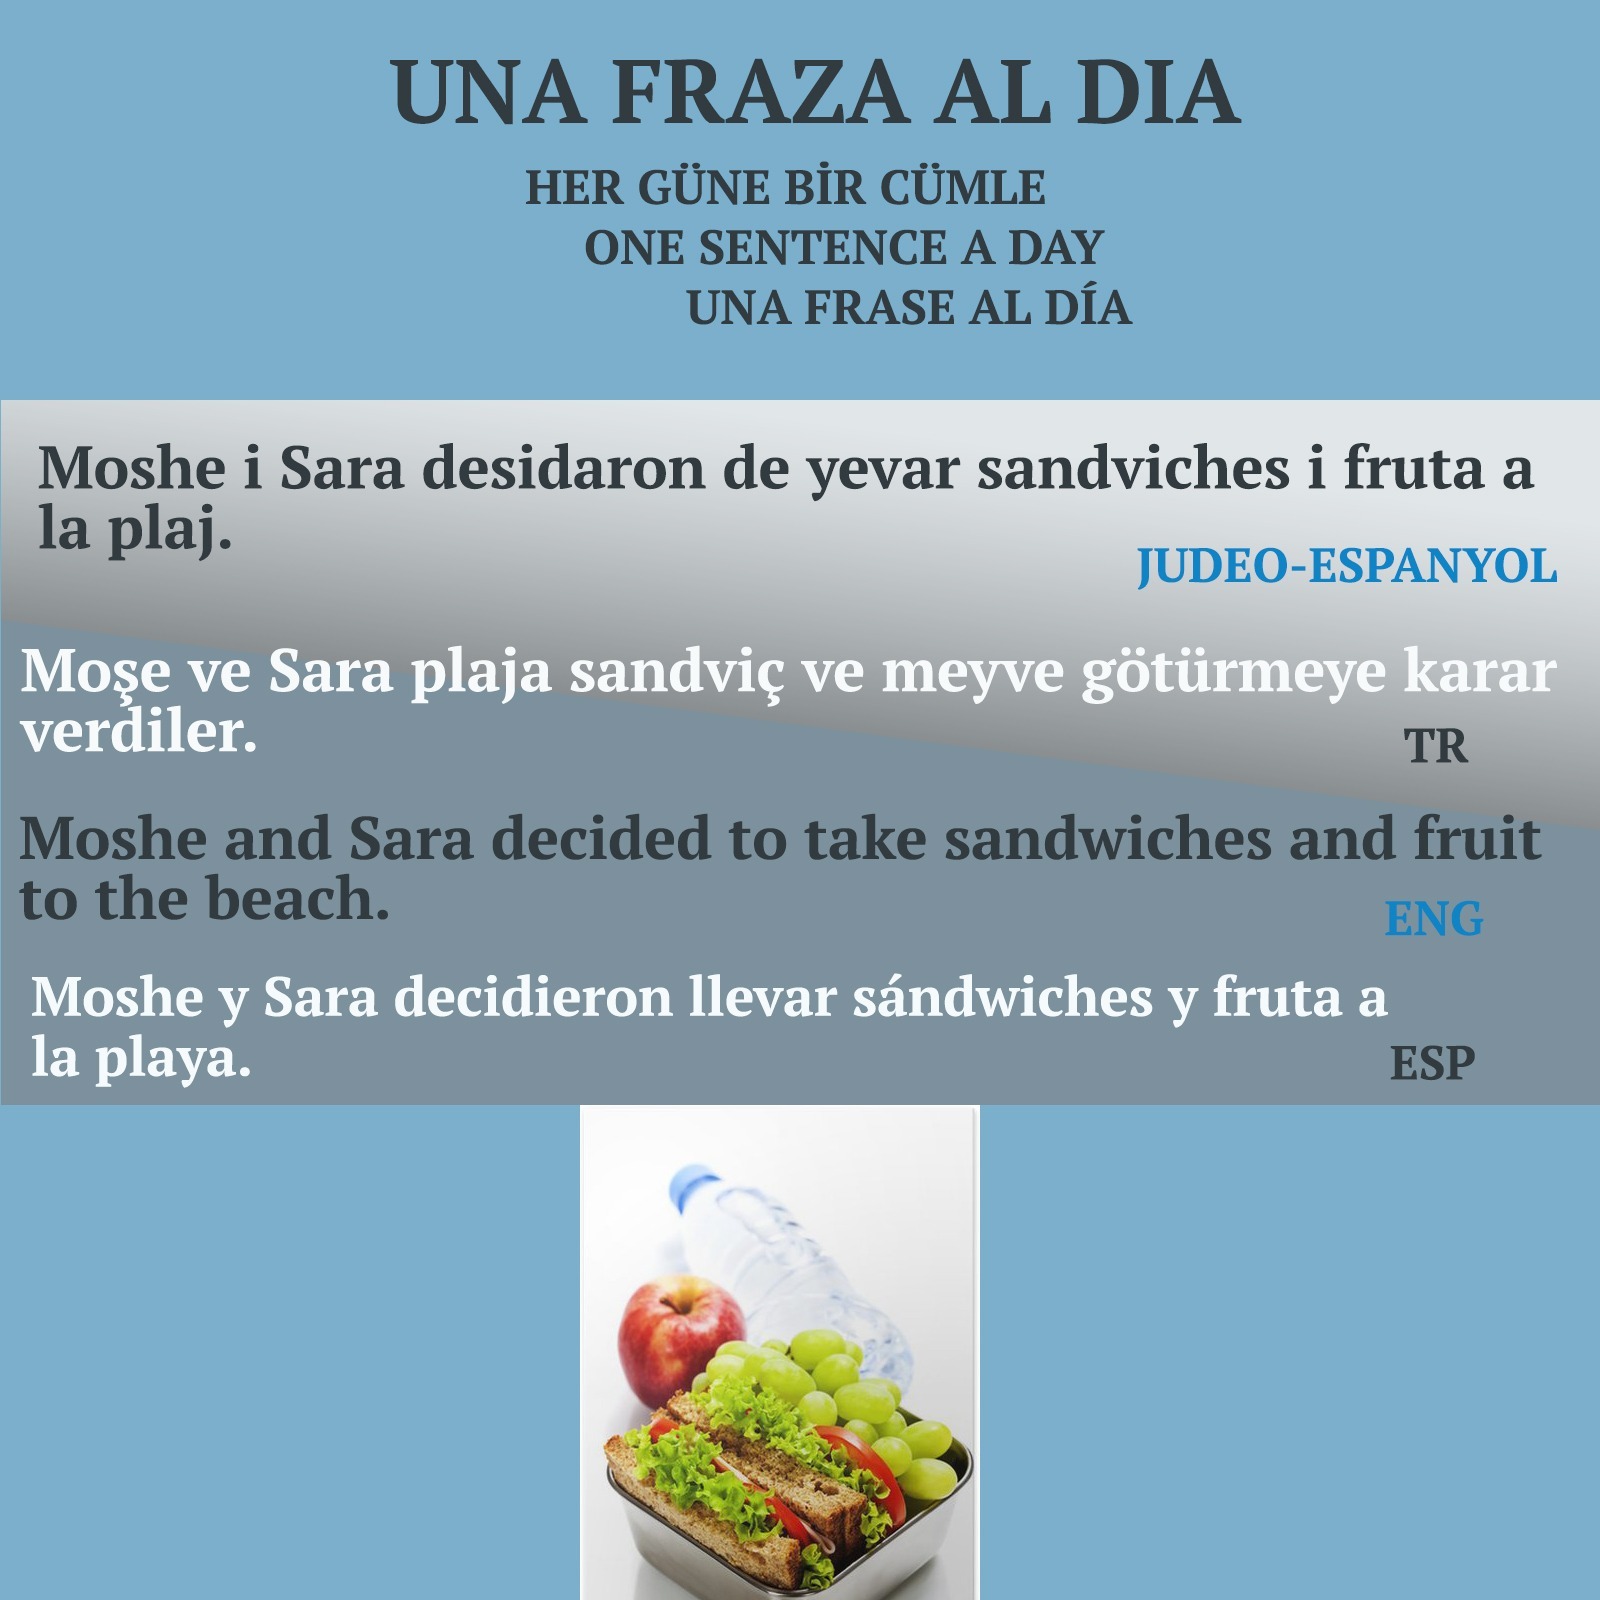 UNA FRAZA AL DIA
HER GÜNE BİR CÜMLE
ONE SENTENCE A DAY
UNA FRASE AL DÍA
Moshe i Sara desidaron de yevar sandviches i fruta a
la plaj.
JUDEO-ESPANYOL
Moşe ve Sara plaja sandviç ve meyve götürmeye karar
verdiler.
TR
Moshe and Sara decided to take sandwiches and fruit
to the beach.
ENG
Moshe y Sara decidieron llevar sándwiches y fruta a
la playa.
ESP